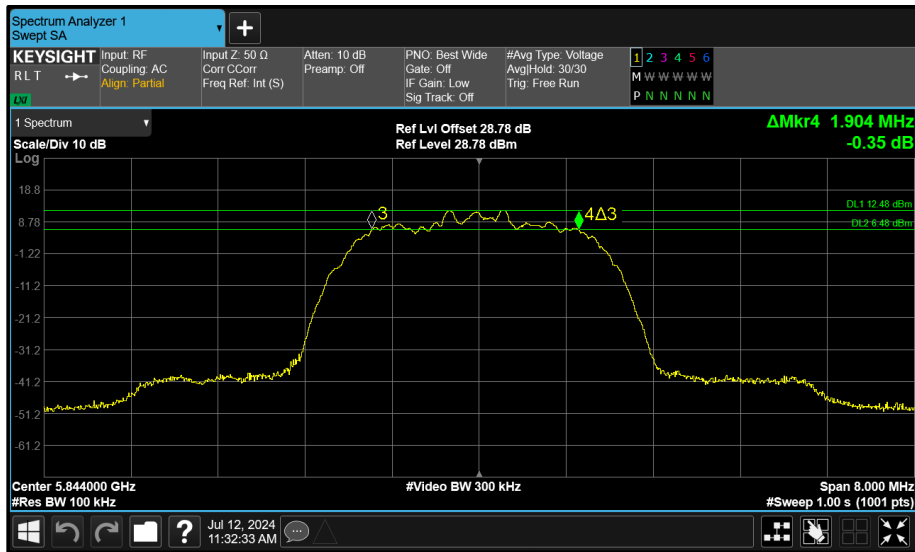 Spectrum Analyzer 1
Swept SA
+
KEYSIGHT
RLT
LXI
Input: RF
Coupling: AC
Align: Partial
Input Z: 50 Ω
Corr CCorr
Freq Ref: Int (S)
Atten: 10 dB
Preamp: Off
PNO: Best Wide
Gate: Off
IF Gain: Low
Sig Track: Off
#Avg Type: Voltage
Avg|Hold: 30/30
Trig: Free Run
1 2 3 4 5 6
M W W W W W
P N N N N N
1 Spectrum
Scale/Div 10 dB
Ref Lvl Offset 28.78 dB
Ref Level 28.78 dBm
ΔMkr4 1.904 MHz
-0.35 dB
Log
18.8
8.78
-1.22
-11.2
-21.2
-31.2
-41.2
-51.2
-61.2
DL1 12.48 dBm
DL2 6.48 dBm
3
4Δ3
Center 5.844000 GHz
#Video BW 300 kHz
Span 8.000 MHz
#Res BW 100 kHz
#Sweep 1.00 s (1001 pts)
?
Jul 12, 2024
11:32:33 AM